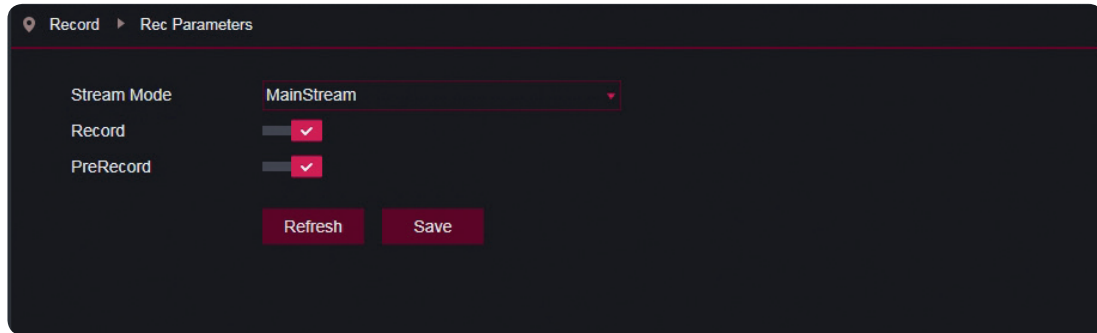 Record Rec Parameters
Stream Mode MainStream
Record
PreRecord
Refresh Save